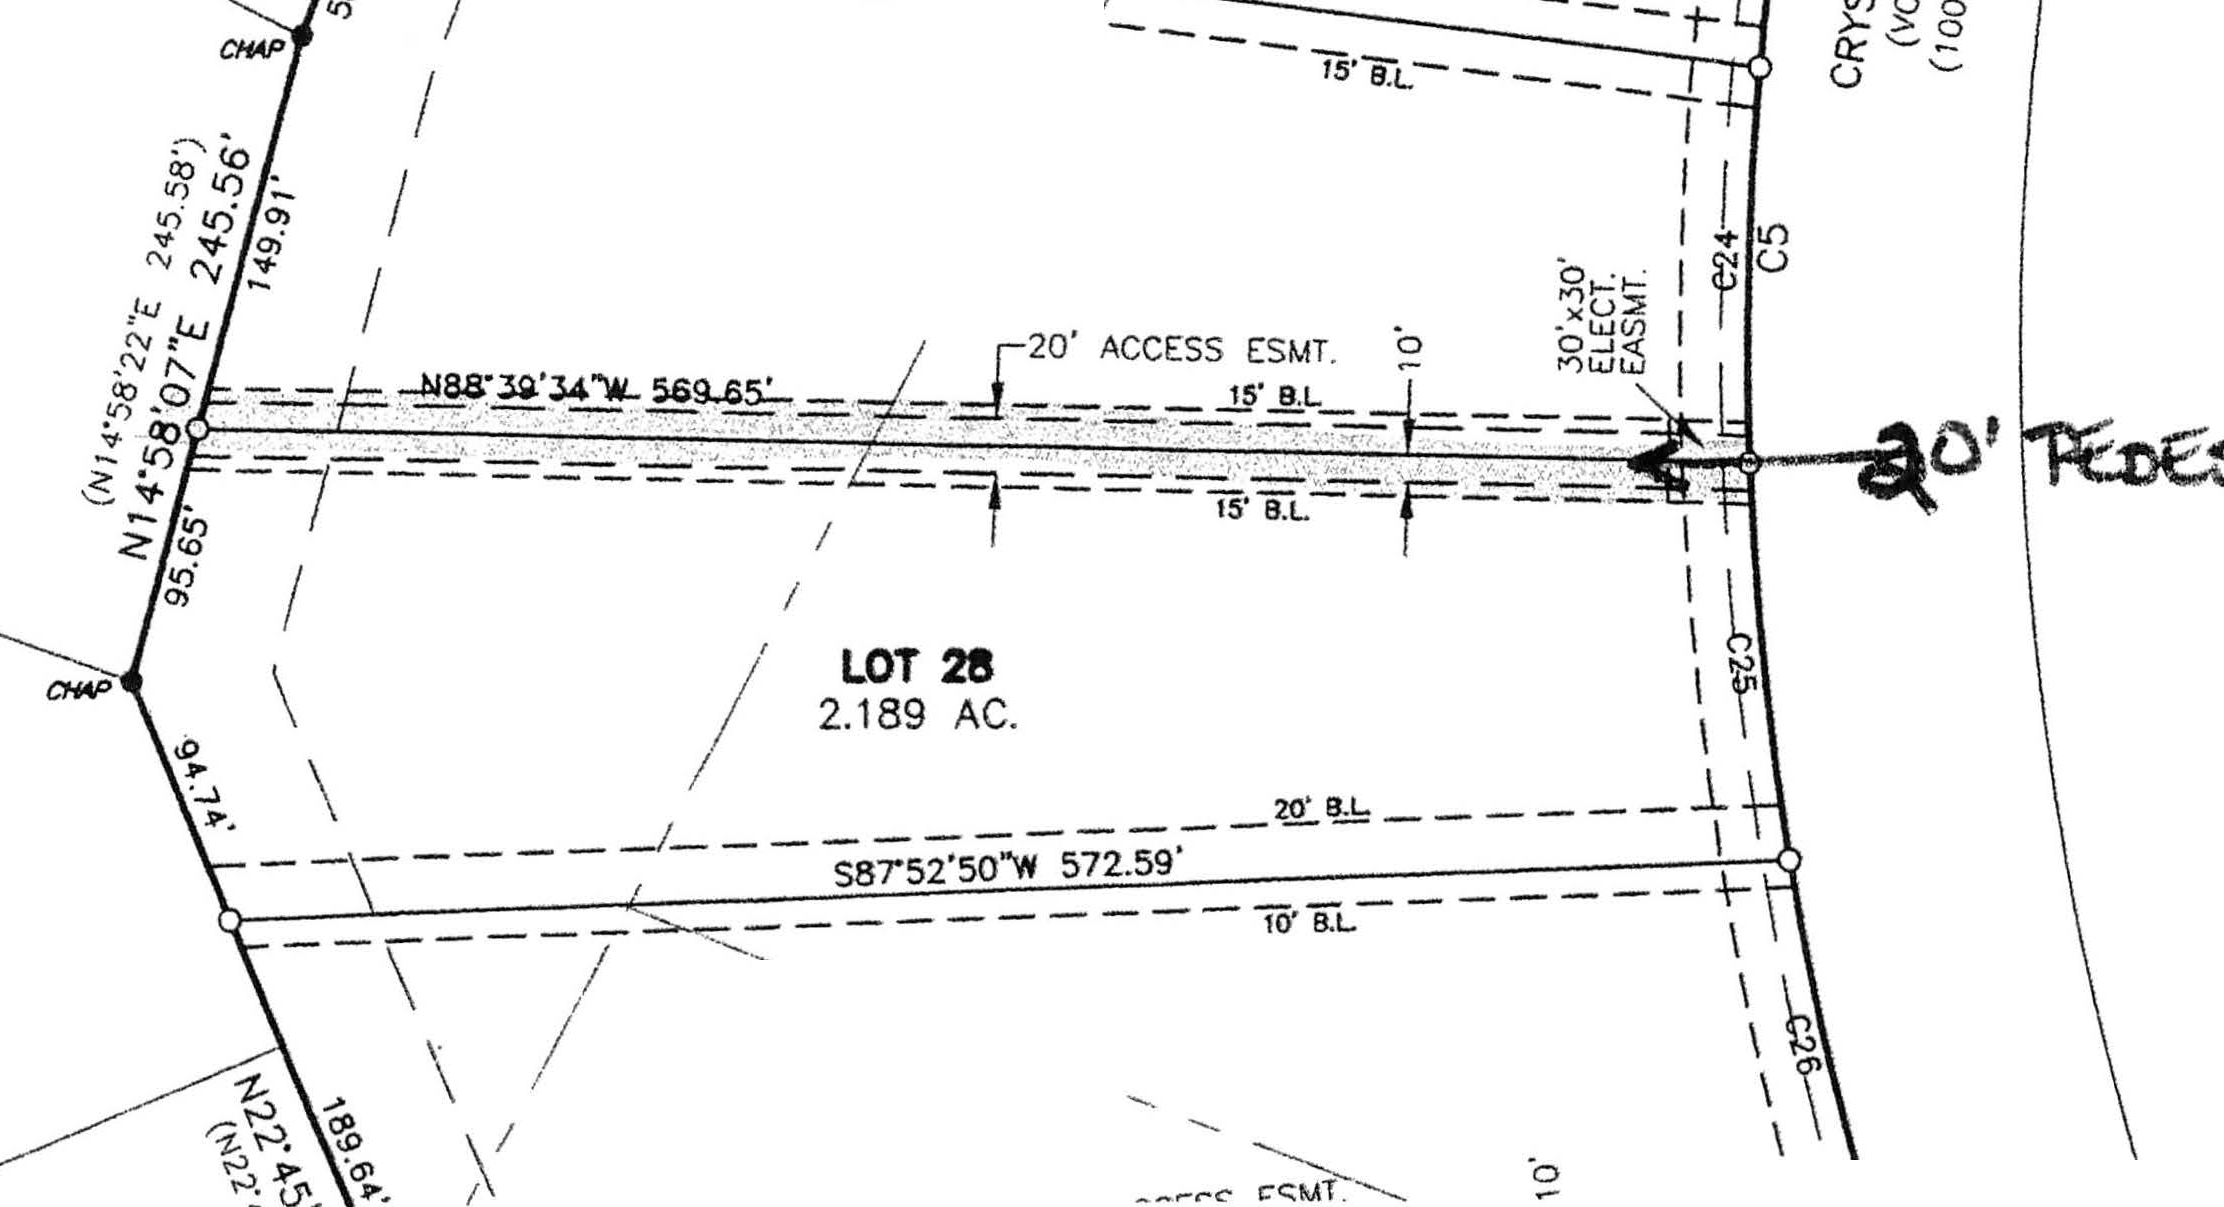 CHAP
15' B.L.
CRYS
(VO
(100
(N14°58'22"E 245.58')
N14°58'07"E 245.56'
149.91'
C24
C5
30'x30'
ELECT.
EASMT.
20' ACCESS ESMT.
10'
N88°39'34"W 569.65'
15' B.L.
20' PEDES
15' B.L.
95.65'
C25
LOT 28
2.189 AC.
CHAP
94.74'
20' B.L.
S87°52'50"W 572.59'
10' B.L.
C26
N22°45'
(N22°
189.64'
ESMT.
10'